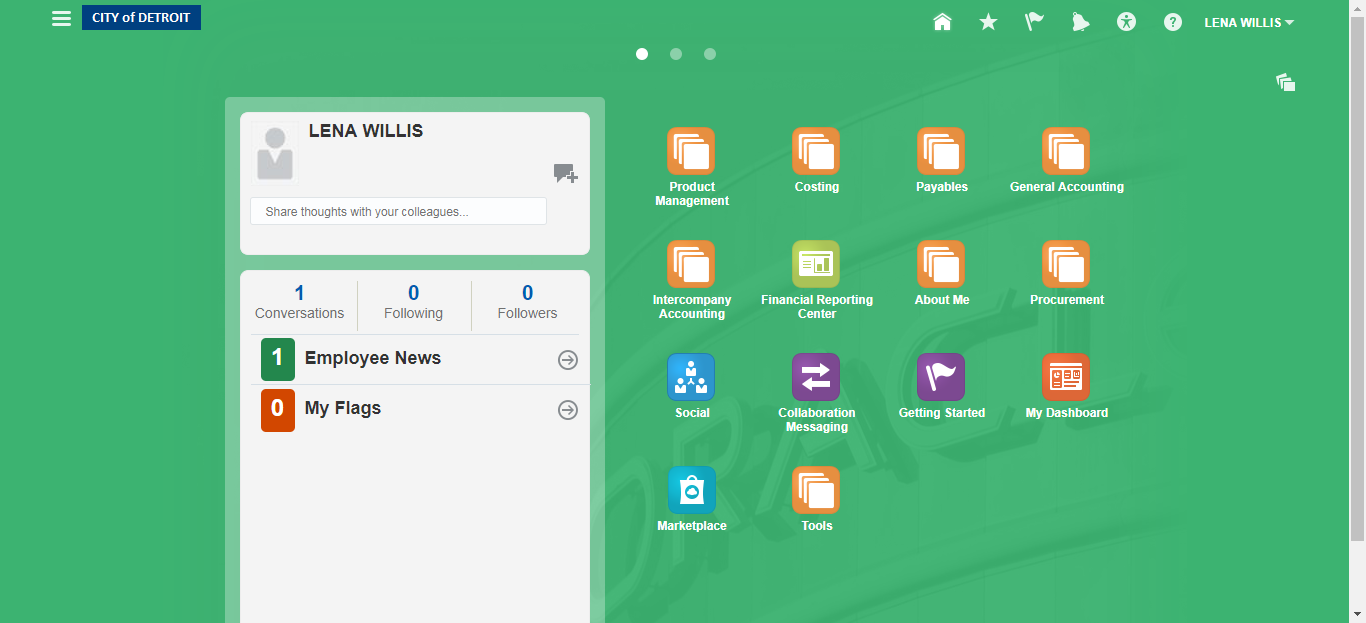 CITY of DETROIT
LENA WILLIS
LENA WILLIS
Share thoughts with your colleagues...
1
Conversations
0
Following
0
Followers
1 Employee News
0 My Flags
Product
Management
Costing
Payables
General Accounting
Intercompany
Accounting
Financial Reporting
Center
About Me
Procurement
Social
Collaboration
Messaging
Getting Started
My Dashboard
Marketplace
Tools
ORACL